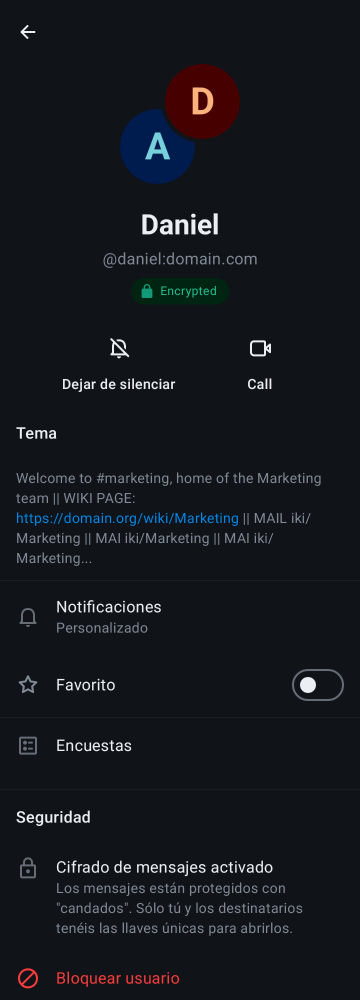 D
A
Daniel
@daniel:domain.com
Encrypted
Dejar de silenciar
Call
Tema
Welcome to #marketing, home of the Marketing
team || WIKI PAGE:
https://domain.org/wiki/Marketing || MAIL iki/
Marketing || MAI iki/Marketing || MAI iki/
Marketing...
Notificaciones
Personalizado
Favorito
Encuestas
Seguridad
Cifrado de mensajes activado
Los mensajes están protegidos con
"candados". Sólo tú y los destinatarios
tenéis las llaves únicas para abrirlos.
Bloquear usuario